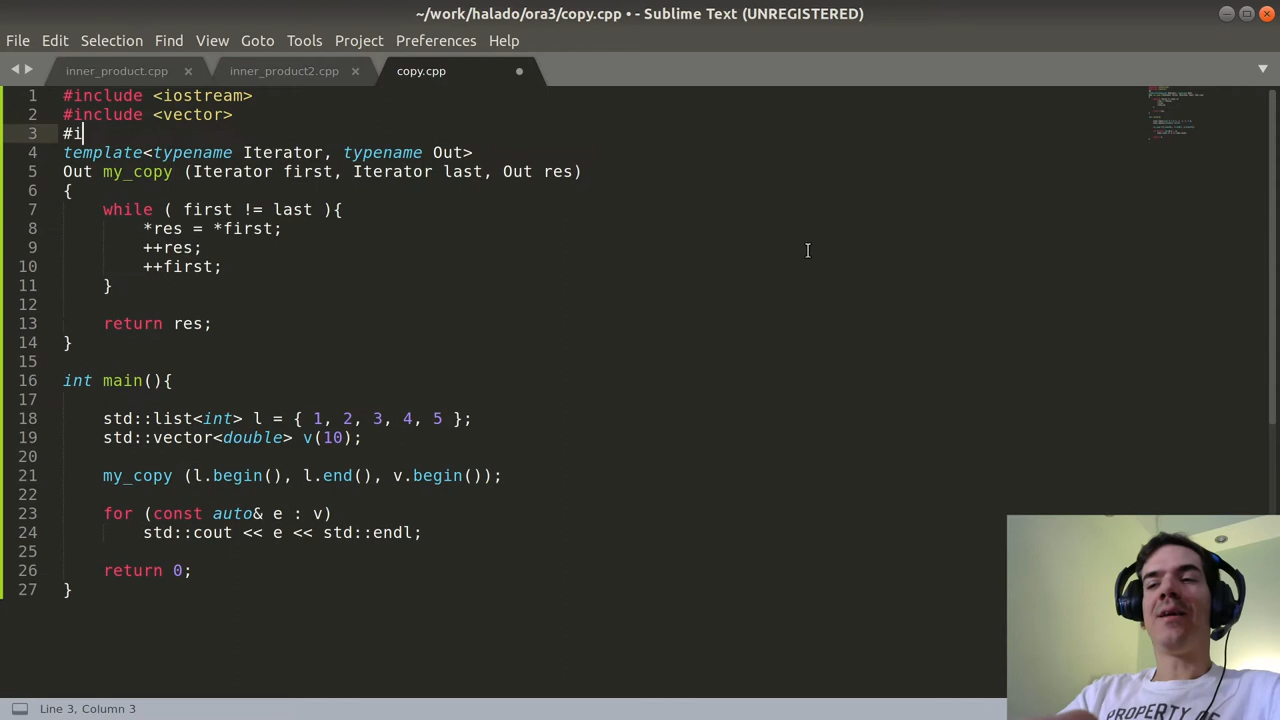 ~/work/halado/ora3/copy.cpp • - Sublime Text (UNREGISTERED)
File Edit Selection Find View Goto Tools Project Preferences Help
inner_product.cpp inner_product2.cpp copy.cpp
1 #include <iostream>
2 #include <vector>
3 #i
4 template<typename Iterator, typename Out>
5 Out my_copy (Iterator first, Iterator last, Out res)
6 {
7 while ( first != last ){
8 *res = *first;
9 ++res;
10 ++first;
11 }
12
13 return res;
14 }
15
16 int main(){
17
18 std::list<int> l = { 1, 2, 3, 4, 5 };
19 std::vector<double> v(10);
20
21 my_copy (l.begin(), l.end(), v.begin());
22
23 for (const auto& e : v)
24 std::cout << e << std::endl;
25
26 return 0;
27 }
PROPERTY OF
Line 3, Column 3